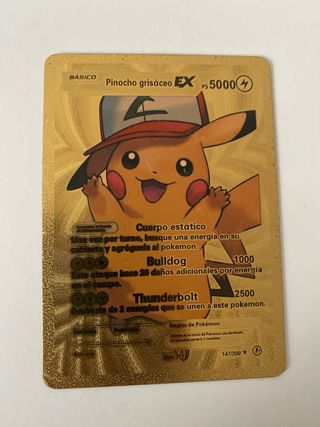 BÁSICO
Pinocho grisáceo EX PS 5000
Cuerpo estático
Una vez por turno, busque una energía en su
cubierta y agréguela al pokemon.
Bulldog 1000
Este ataque hace 20 daños adicionales por energía
en el campo.
Thunderbolt 2500
Descarte de 2 energías que se unen a este pokemon.
Reglas de Pokémon
147/300